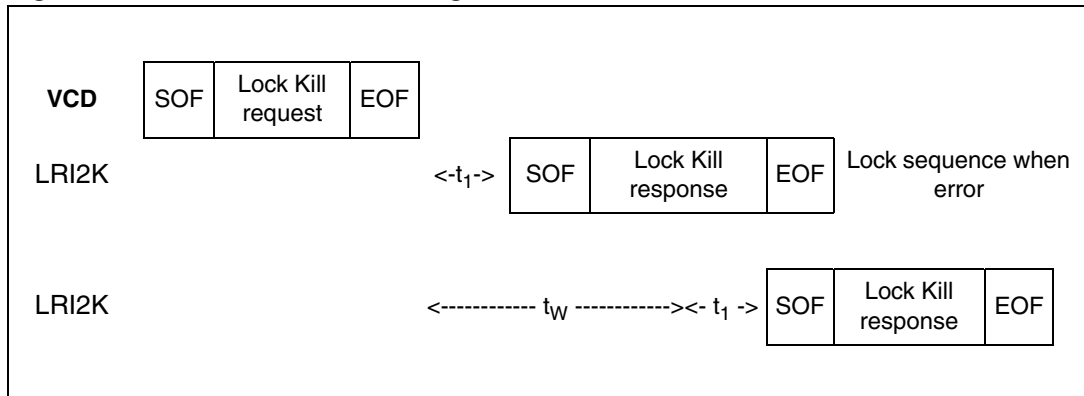 VCD SOF Lock Kill request EOF
LRI2K <-t1-> SOF Lock Kill response EOF Lock sequence when error
LRI2K <------------ tW ------------><- t1 -> SOF Lock Kill response EOF